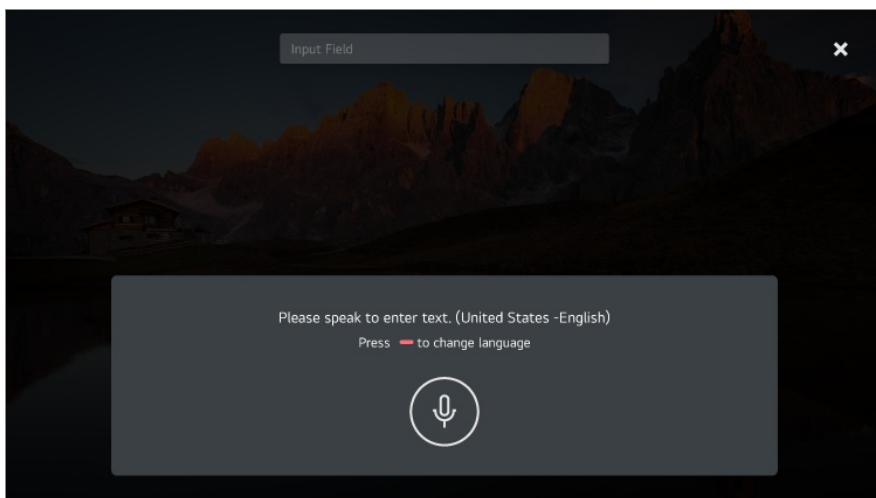 Input Field
Please speak to enter text. (United States -English)
Press to change language